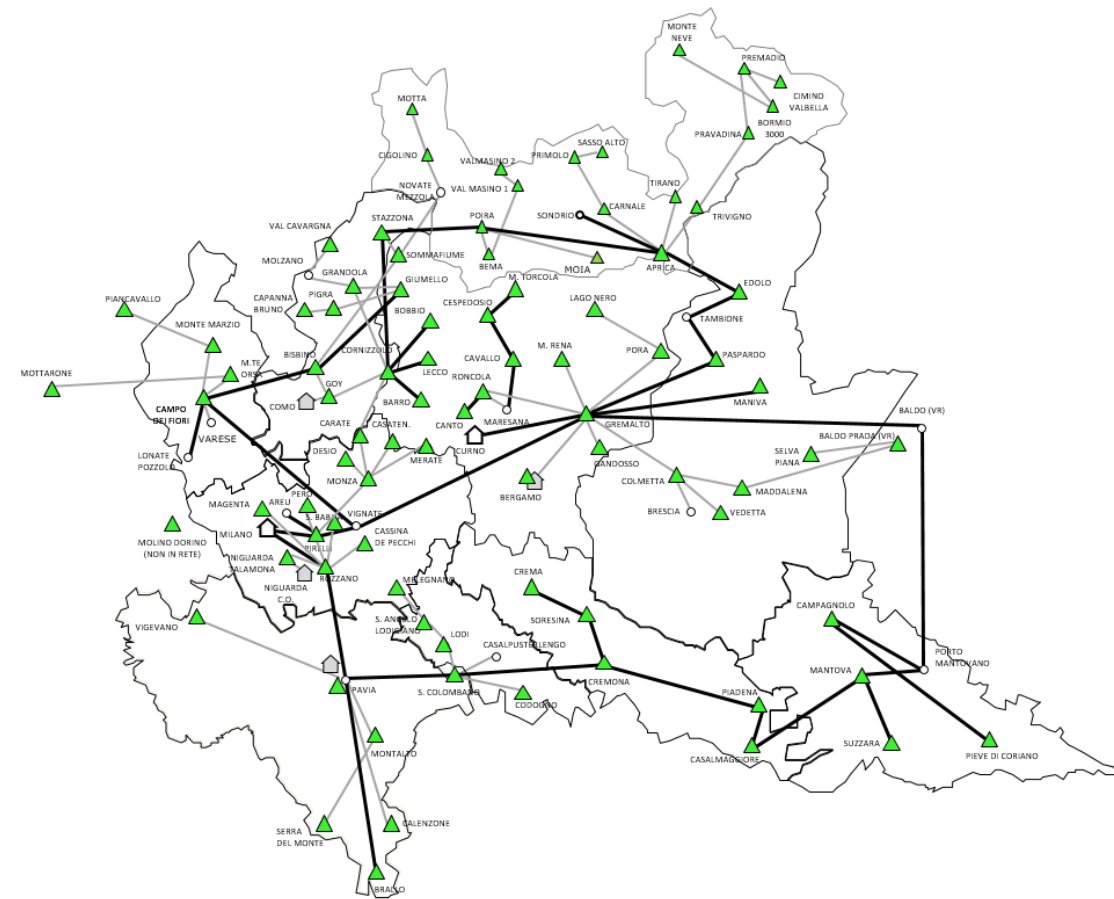 MONTE
NEVE
PREMADIO
CIMINO
VALBELLA
MOTTA
BORMIO
3000
PRAVADINA
SASSO ALTO
PRIMOLO
CIGOLINO
VALMASINO 2
NOVATE
MEZZOLA
VAL MASINO 1
TIRANO
CARNALE
TRIVIGNO
STAZZONA
POIRA
SONDRIO
VAL CAVARGNA
SOMMAFIUME
MOLZANO
BEMA
MOIA
APRICA
GRANDOLA
GIUMELLO
M. TORCOLA
EDOLO
PIANCAVALLO
CAPANNA
BRUNO
PIGRA
BOBBIO
CESPEDOSIO
LAGO NERO
TAMBIONE
MONTE MARZIO
BISBINO
CORNIZZOLO
CAVALLO
M. RENA
PORA
PASPARDO
MOTTARONE
M.TE
ORSA
LECCO
RONCOLA
GOY
COMO
BARRO
MANIVA
CAMPO
DEI FIORI
VARESE
CARATE
CASATEN.
CANTO
MARESANA
GREMALTO
BALDO (VR)
LONATE
POZZOLO
DESIO
MERATE
CURNO
GANDOSSO
BALDO PRADA (VR)
SELVA
PIANA
MONZA
BERGAMO
COLMETTA
MADDALENA
MAGENTA
ARELI
PERO
S. BABILA
VIGNATE
BRESCIA
VEDETTA
MILANO
PIRELLI
CASSINA
DE PECCHI
MOLINO DORINO
(NON IN RETE)
NIGUARDA
SALAMONA
ROZZANO
NIGUARDA
C.O.
MELEGNANO
CREMA
VIGEVANO
S. ANGELO
LODIGIANO
LODI
SORESINA
CAMPAGNOLO
CASALPUSTERLENGO
PORTO
MANTOVANO
MANTOVA
PAVIA
S. COLOMBANO
CREMONA
CODOGNO
PIADENA
MONTALTO
CASALMAGGIORE
SUZZARA
PIEVE DI CORIANO
SERRA
DEL MONTE
CALENZONE
BRALLO